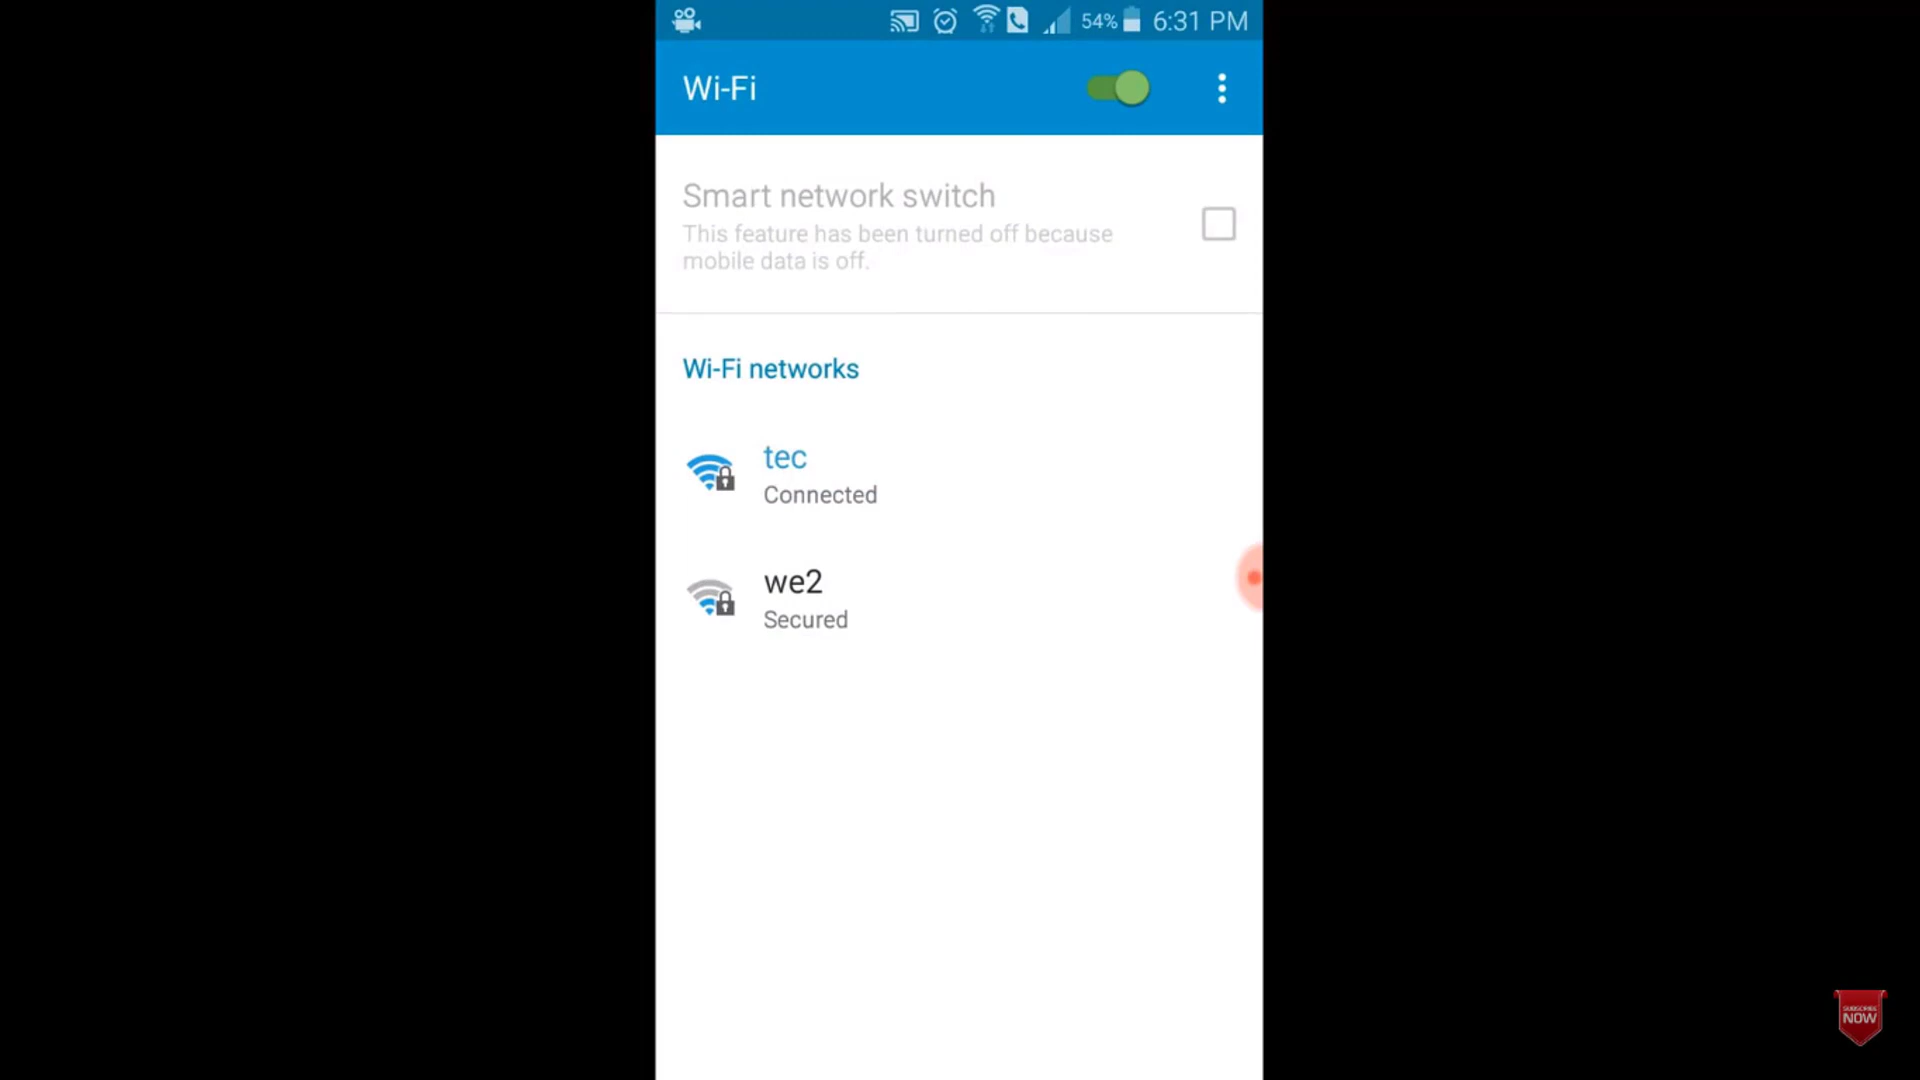 54% 6:31 PM
Wi-Fi
Smart network switch
This feature has been turned off because
mobile data is off.
Wi-Fi networks
tec
Connected
we2
Secured
SUBSCRIBE
NOW